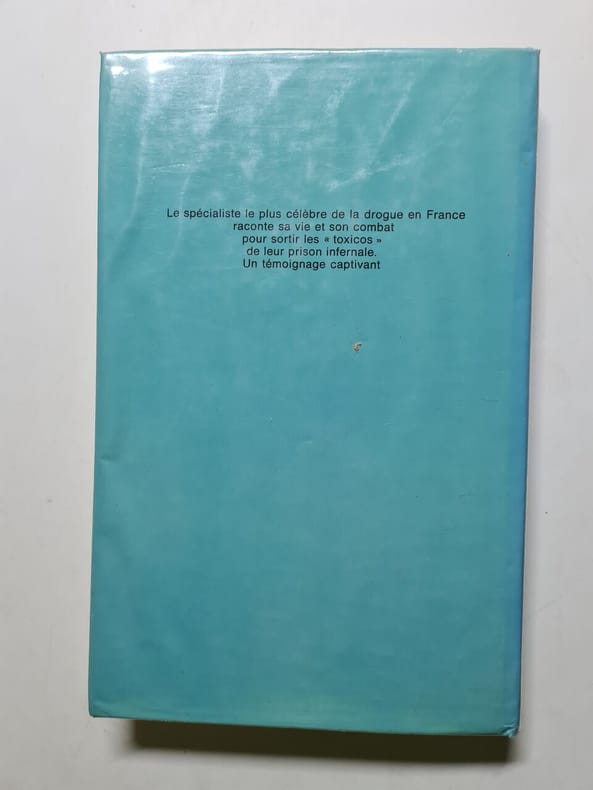 Le spécialiste le plus célèbre de la drogue en France
raconte sa vie et son combat
pour sortir les « toxicos »
de leur prison infernale.
Un témoignage captivant